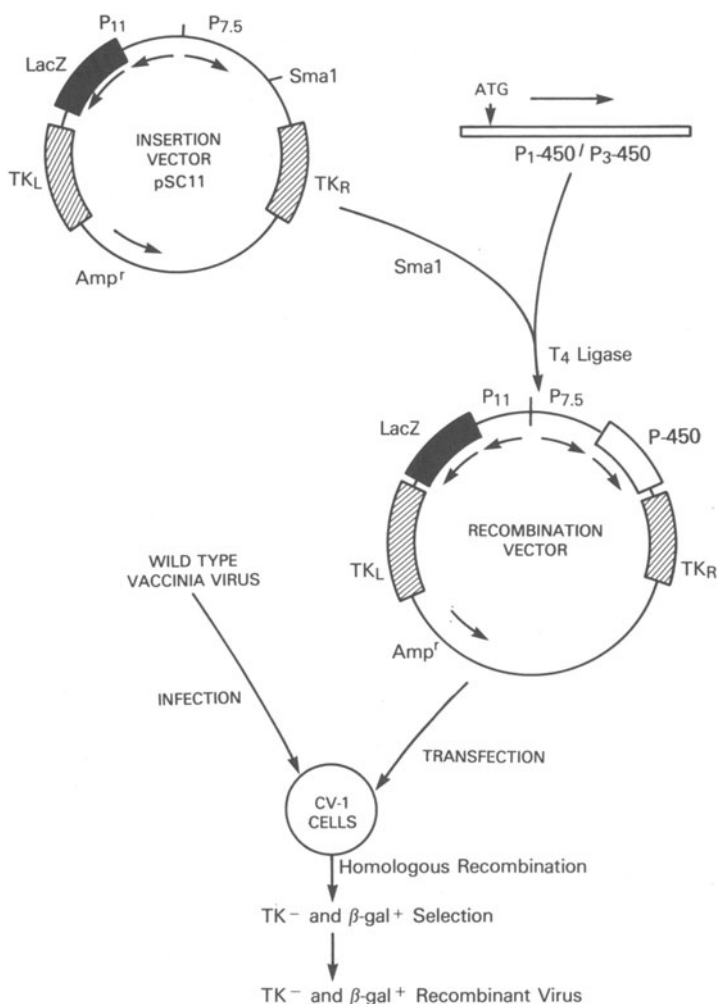 P11
P7.5
LacZ
Sma1
INSERTION
VECTOR
pSC11
TKL
TKR
Ampr
ATG
P1-450 / P3-450
Sma1
T4 Ligase
P11
P7.5
LacZ
P-450
RECOMBINATION
VECTOR
TKL
TKR
Ampr
WILD TYPE
VACCINIA VIRUS
INFECTION
TRANSFECTION
CV-1
CELLS
Homologous Recombination
TK− and β-gal+ Selection
TK− and β-gal+ Recombinant Virus